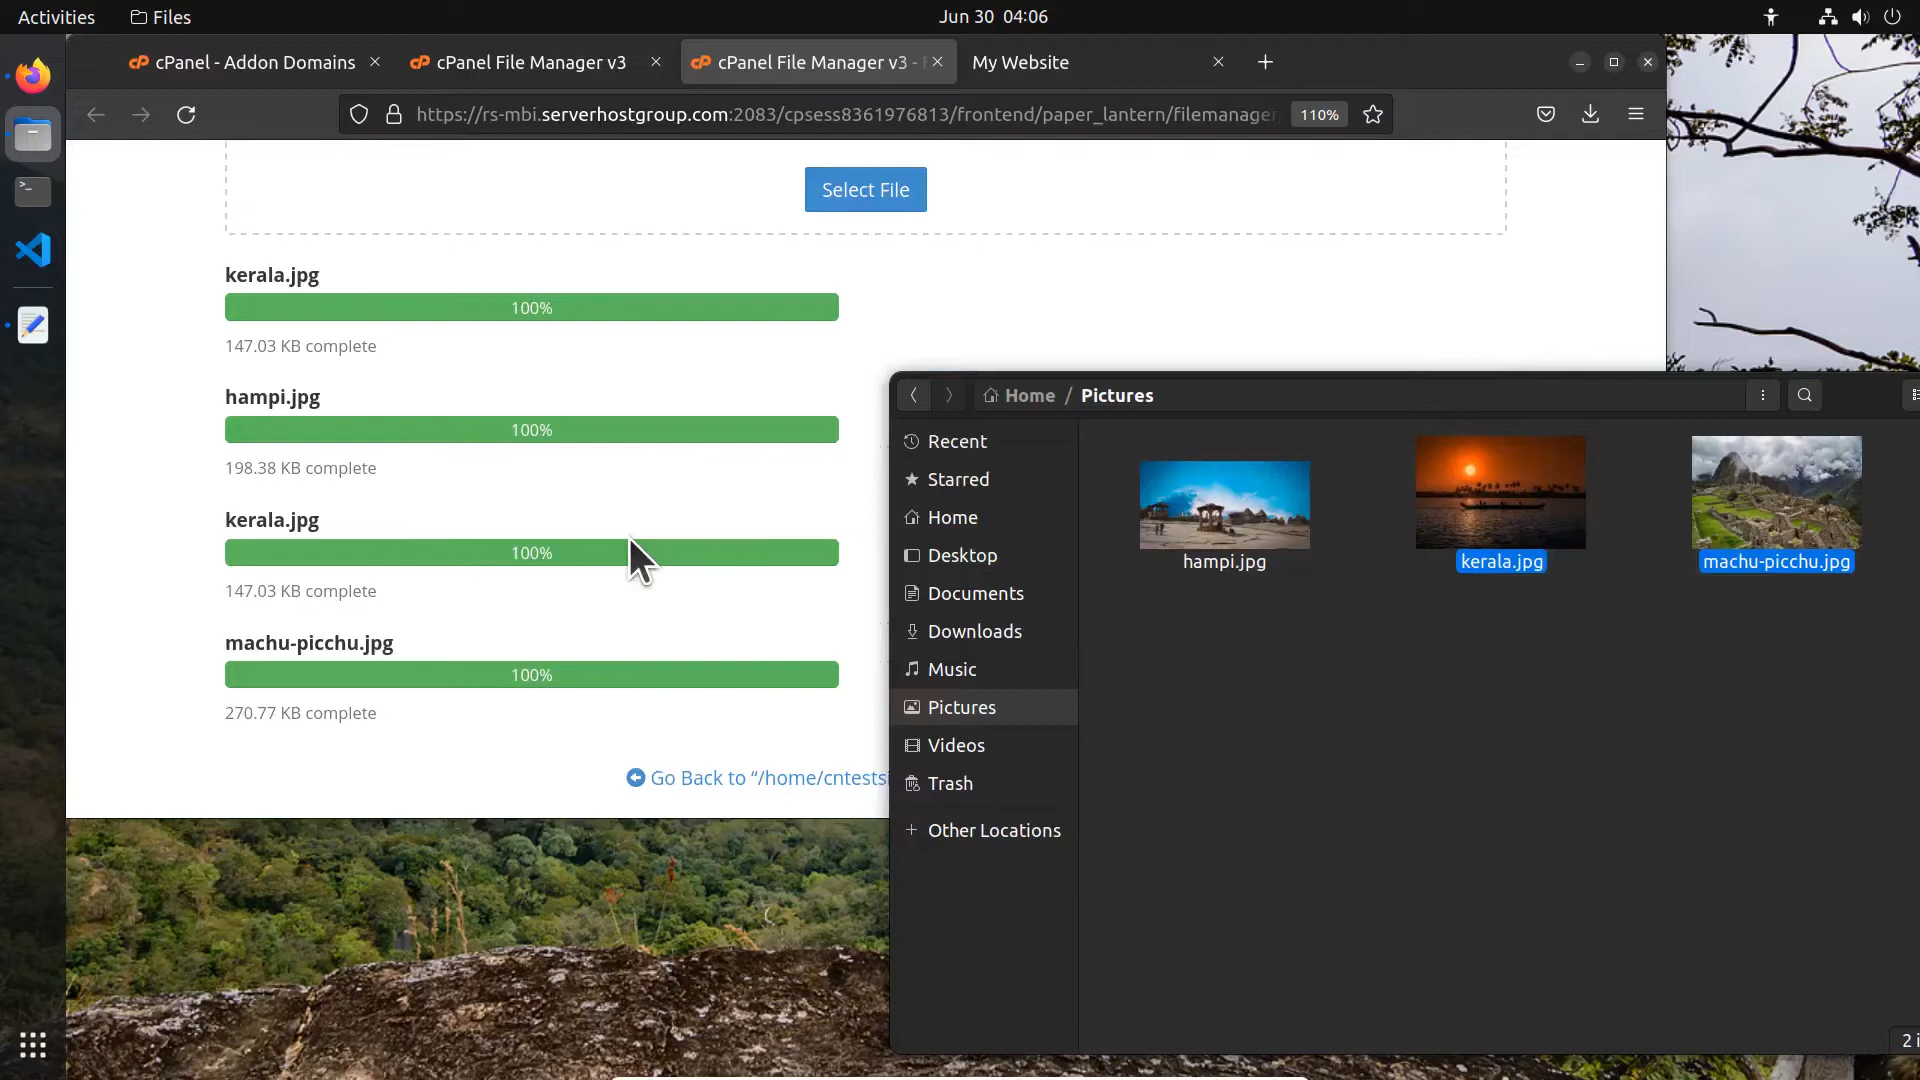 Activities
Files
Jun 30 04:06
cPanel - Addon Domains
cPanel File Manager v3
cPanel File Manager v3 -
My Website
https://rs-mbi.serverhostgroup.com:2083/cpsess8361976813/frontend/paper_lantern/filemanager
110%
Select File
kerala.jpg
100%
147.03 KB complete
hampi.jpg
100%
198.38 KB complete
kerala.jpg
100%
147.03 KB complete
machu-picchu.jpg
100%
270.77 KB complete
Go Back to “/home/cntests
Home / Pictures
Recent
Starred
Home
Desktop
Documents
Downloads
Music
Pictures
Videos
Trash
+ Other Locations
hampi.jpg
kerala.jpg
machu-picchu.jpg
2 i